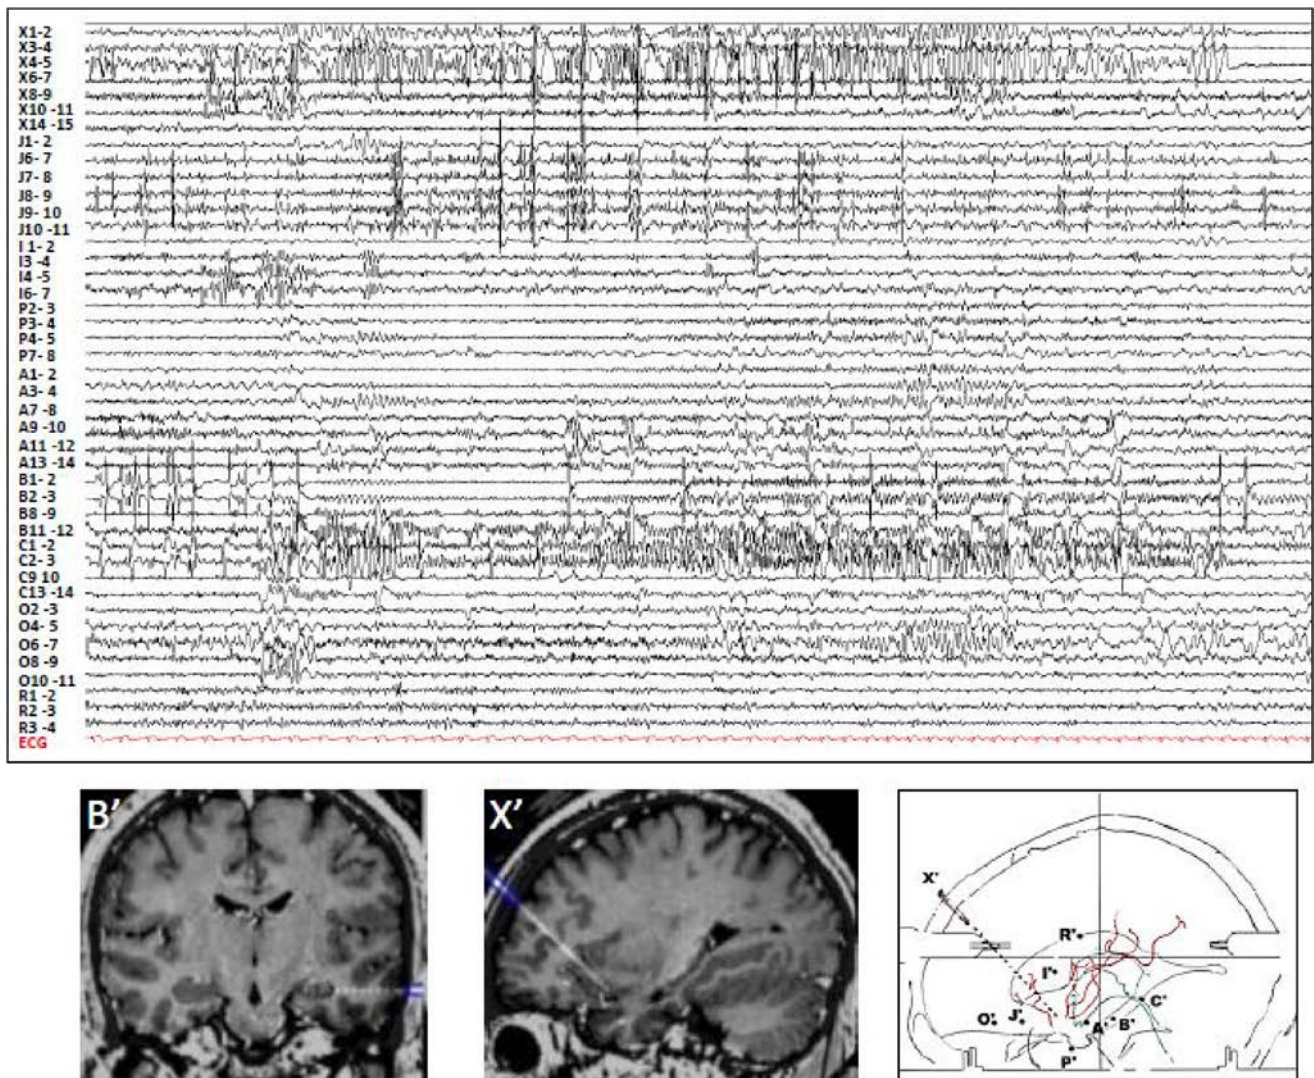 X1-2
X3-4
X4-5
X6-7
X8-9
X10 -11
X14 -15
J1- 2
J6- 7
J7- 8
J8- 9
J9- 10
J10 -11
I 1- 2
I3 -4
I4 -5
I6- 7
P2- 3
P3- 4
P4- 5
P7- 8
A1- 2
A3- 4
A7 -8
A9 -10
A11 -12
A13 -14
B1- 2
B2 -3
B8 -9
B11 -12
C1 -2
C2- 3
C9 10
C13 -14
O2 -3
O4- 5
O6 -7
O8 -9
O10 -11
R1 -2
R2 -3
R3 -4
ECG
B' X'
X'
R'
I'
C'
O' J' A' B'
P'